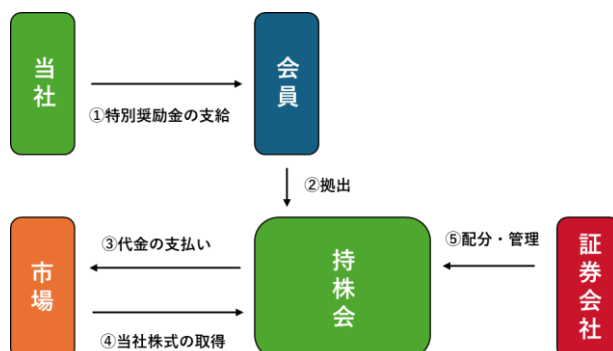 当社
会員
①特別奨励金の支給
②拠出
③代金の支払い
⑤配分・管理
市場
持株会
証券会社
④当社株式の取得